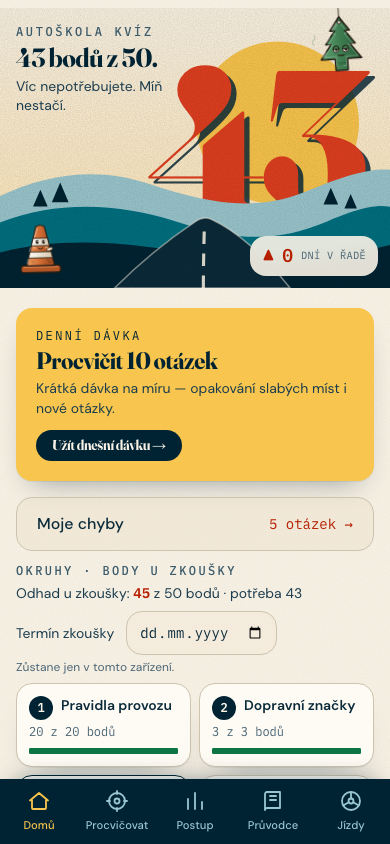 AUTOŠKOLA KVÍZ
43 bodů z 50.
Víc nepotřebujete. Míň
nestačí.
43
0 DNÍ V ŘADĚ
DENNÍ DÁVKA
Procvičit 10 otázek
Krátká dávka na míru — opakování slabých míst i
nové otázky.
Užít dnešní dávku →
Moje chyby 5 otázek →
OKRUHY · BODY U ZKOUŠKY
Odhad u zkoušky: 45 z 50 bodů · potřeba 43
Termín zkoušky dd.mm.yyyy
Zůstane jen v tomto zařízení.
1 Pravidla provozu
20 z 20 bodů
2 Dopravní značky
3 z 3 bodů
Domů Procvičovat Postup Průvodce Jízdy